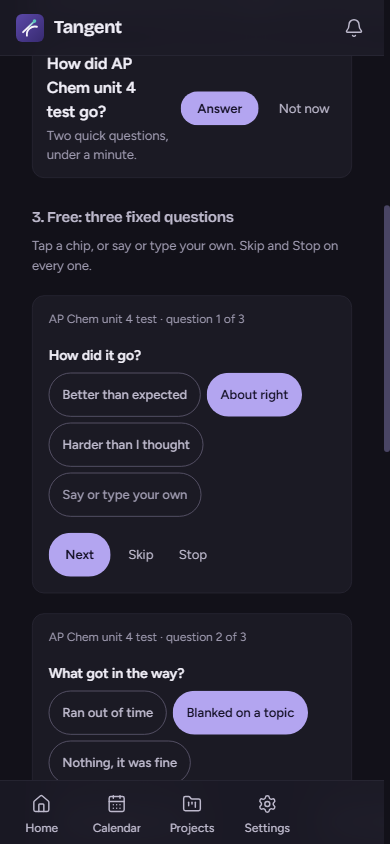 Tangent
How did AP
Chem unit 4
test go?
Two quick questions,
under a minute.
Answer
Not now
3. Free: three fixed questions
Tap a chip, or say or type your own. Skip and Stop on
every one.
AP Chem unit 4 test · question 1 of 3
How did it go?
Better than expected
About right
Harder than I thought
Say or type your own
Next
Skip
Stop
AP Chem unit 4 test · question 2 of 3
What got in the way?
Ran out of time
Blanked on a topic
Nothing, it was fine
Home
Calendar
Projects
Settings